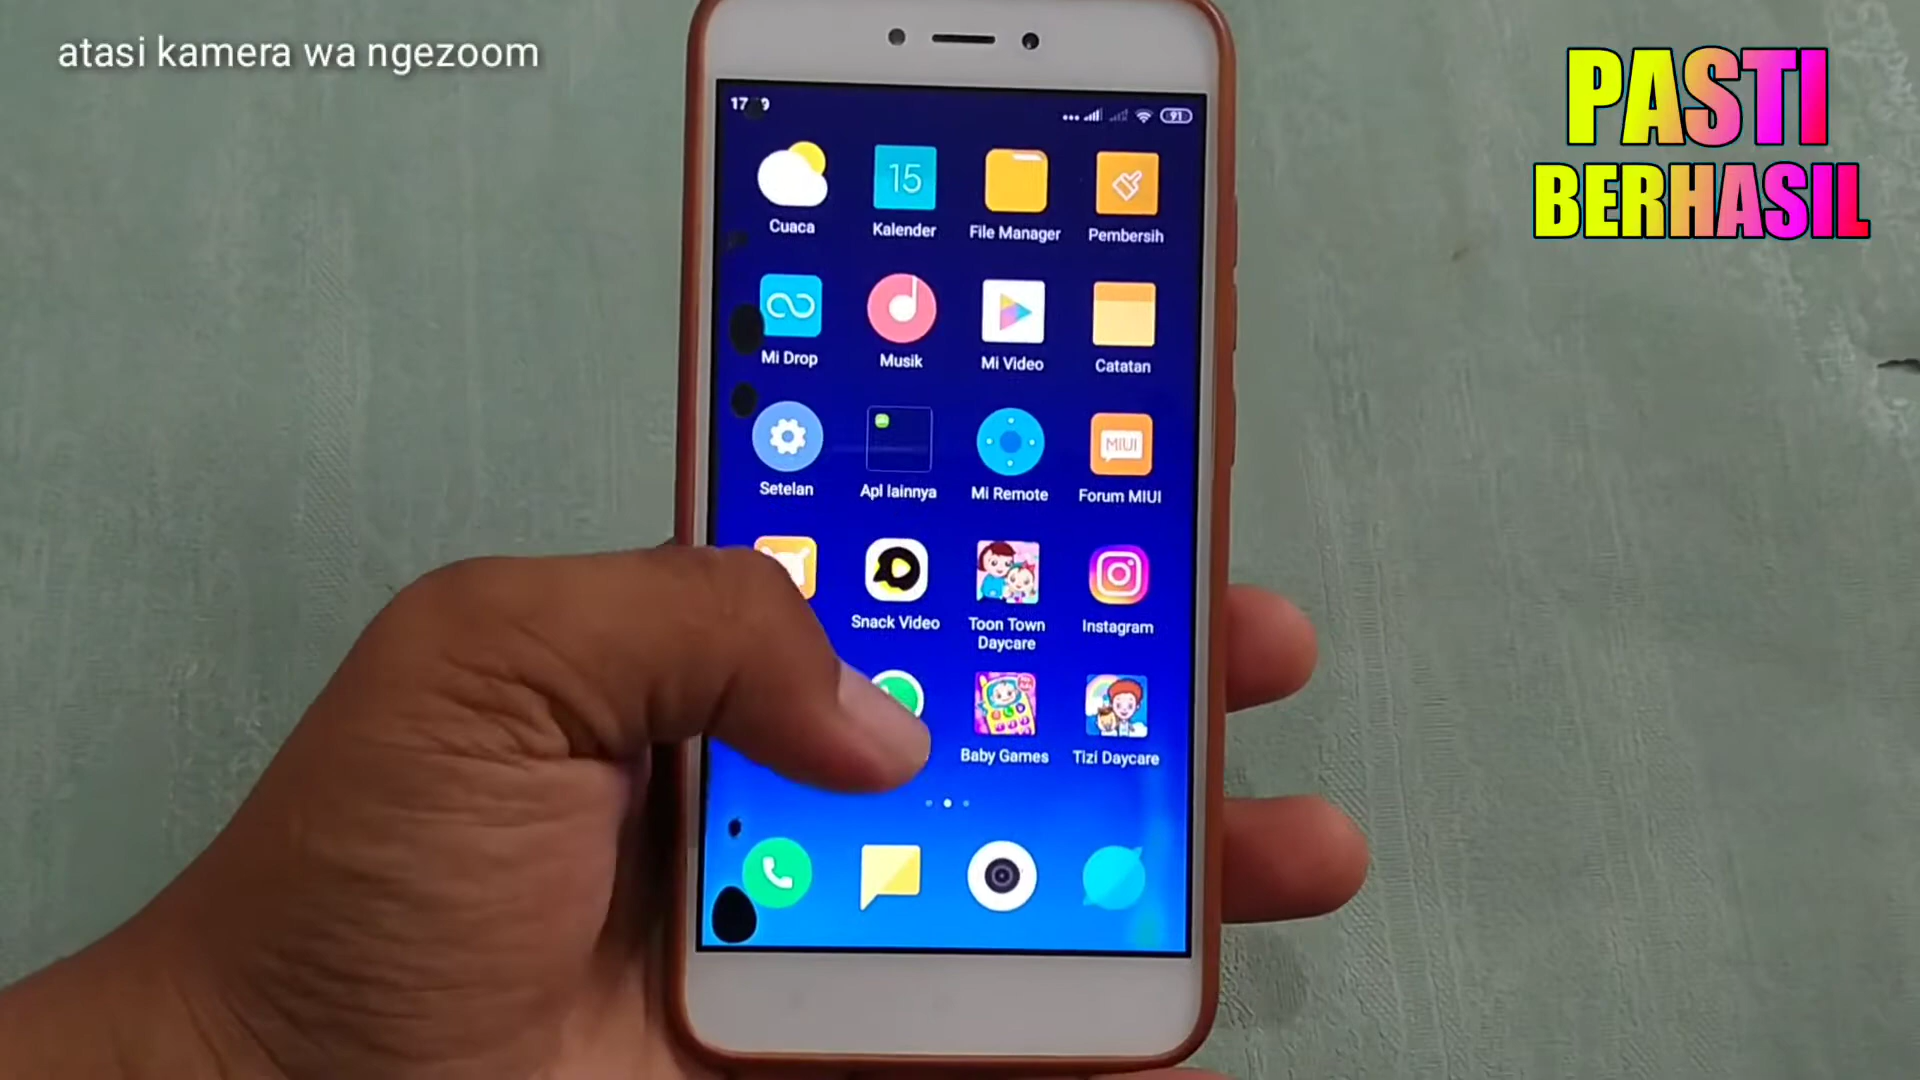 atasi kamera wa ngezoom
PASTI
BERHASIL
91
Cuaca
15
Kalender
File Manager
Pembersih
Mi Drop
Musik
Mi Video
Catatan
Setelan
Apl lainnya
Mi Remote
MIUI
Forum MIUI
Snack Video
Toon Town
Daycare
Instagram
Baby Games
Tizi Daycare